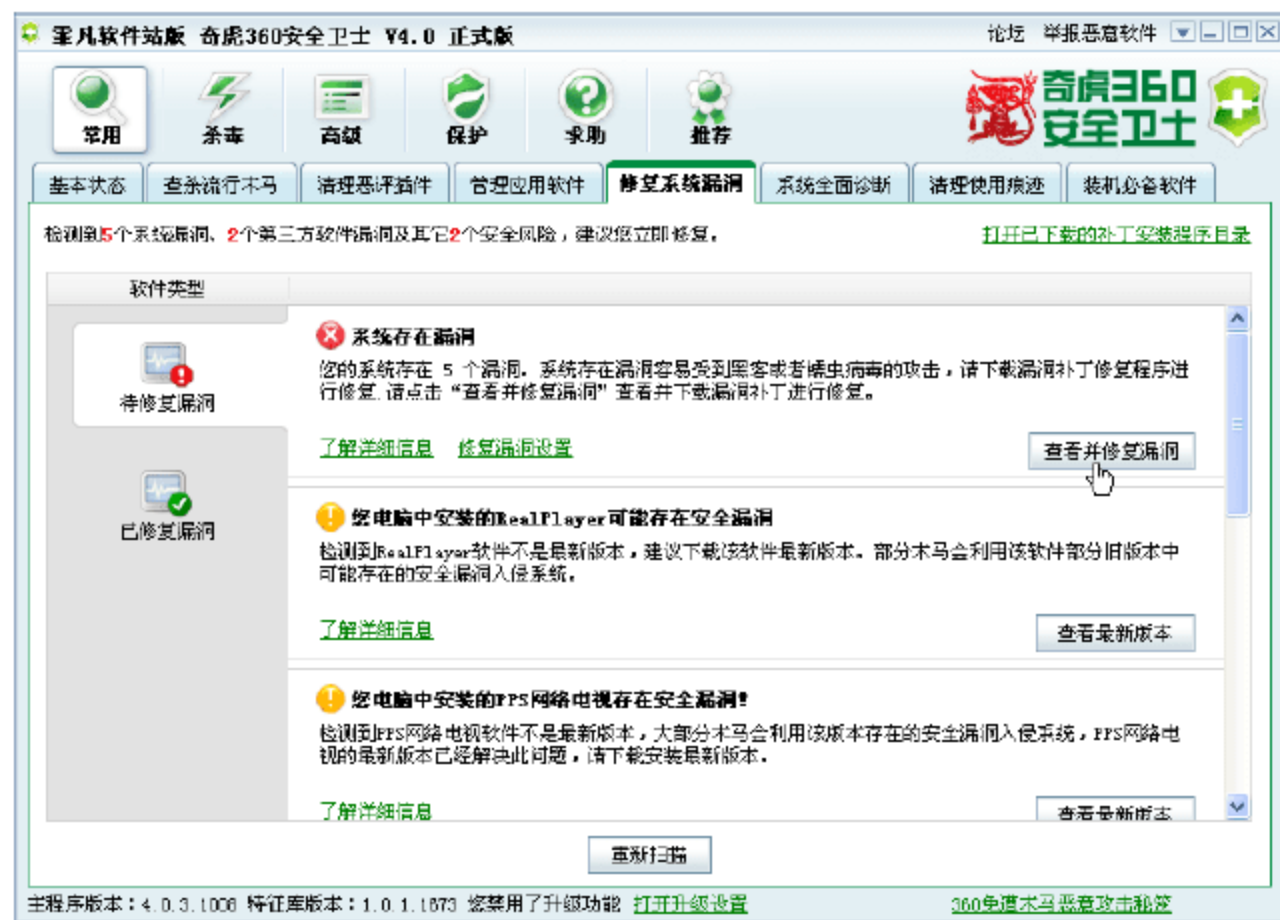 霏凡软件站版 奇虎360安全卫士 V4.0 正式版
论坛 举报恶意软件
常用 杀毒 高级 保护 求助 推荐
奇虎360
安全卫士
基本状态 查杀流行木马 清理恶评插件 管理应用软件 修复系统漏洞 系统全面诊断 清理使用痕迹 装机必备软件
检测到5个系统漏洞、2个第三方软件漏洞及其它2个安全风险，建议您立即修复。 打开已下载的补丁安装程序目录
软件类型
待修复漏洞
已修复漏洞
系统存在漏洞
您的系统存在 5 个漏洞。系统存在漏洞容易受到黑客或者蠕虫病毒的攻击，请下载漏洞补丁修复程序进
行修复.请点击“查看并修复漏洞”查看并下载漏洞补丁进行修复。
了解详细信息 修复漏洞设置 查看并修复漏洞
您电脑中安装的RealPlayer可能存在安全漏洞
检测到RealPlayer软件不是最新版本，建议下载该软件最新版本。部分木马会利用该软件部分旧版本中
可能存在的安全漏洞入侵系统。
了解详细信息 查看最新版本
您电脑中安装的PPS网络电视存在安全漏洞!
检测到PPS网络电视软件不是最新版本，大部分木马会利用该版本存在的安全漏洞入侵系统，PPS网络电
视的最新版本已经解决此问题，请下载安装最新版本。
了解详细信息 查看最新版本
重新扫描
主程序版本：4.0.3.1006 特征库版本：1.0.1.1673 您禁用了升级功能 打开升级设置 360免遭木马恶意攻击秘笈